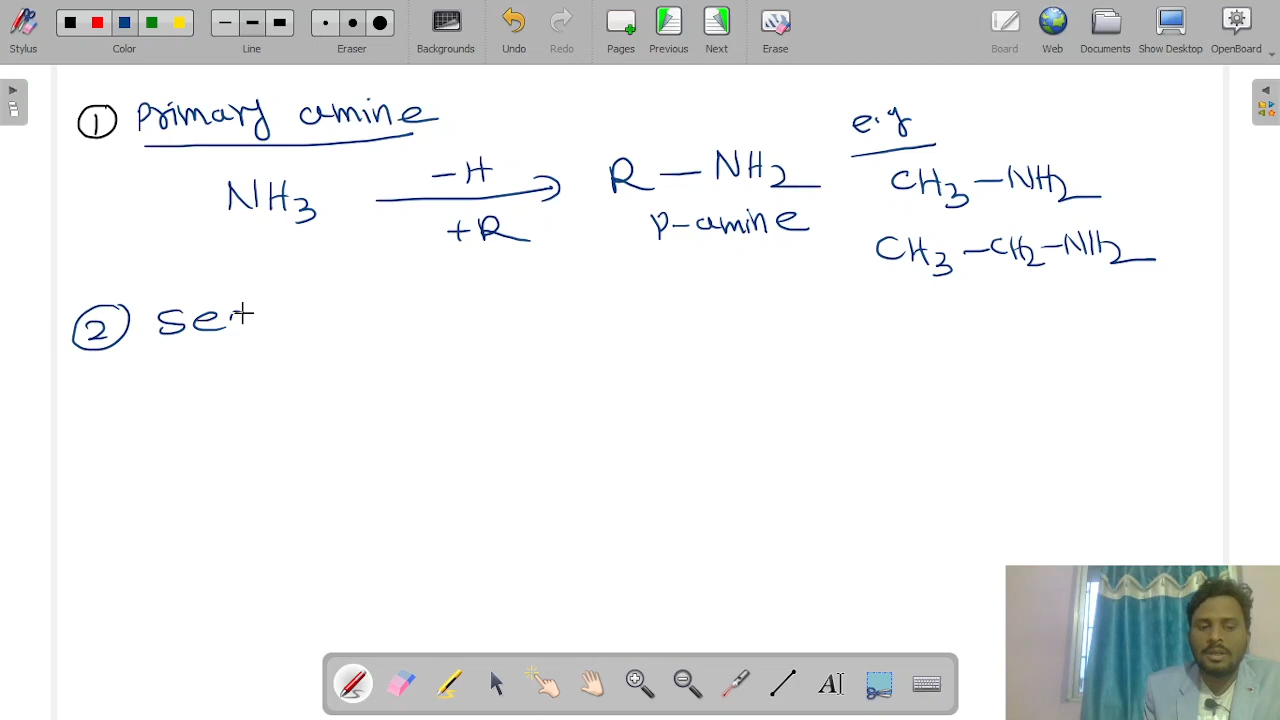 Stylus Color Line Eraser Backgrounds Undo Redo Pages Previous Next Erase Board Web Documents Show Desktop OpenBoard
① primary amine
e.g
NH3 -H +R R-NH2 CH3-NH2
p-amine
CH3-CH2-NH2
② se